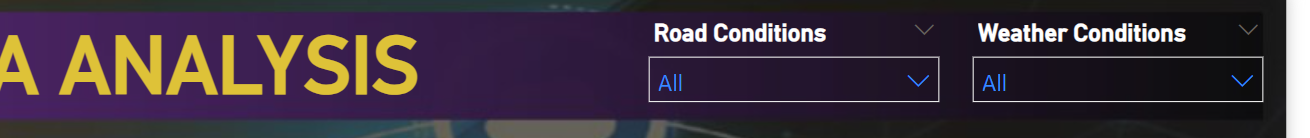 A ANALYSIS
Road Conditions
All
Weather Conditions
All